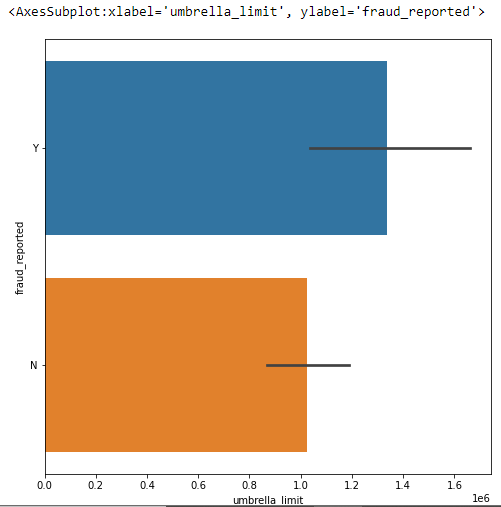 <AxesSubplot:xlabel='umbrella_limit', ylabel='fraud_reported'>
Y
N
fraud_reported
0.0 0.2 0.4 0.6 0.8 1.0 1.2 1.4 1.6
1e6
umbrella_limit